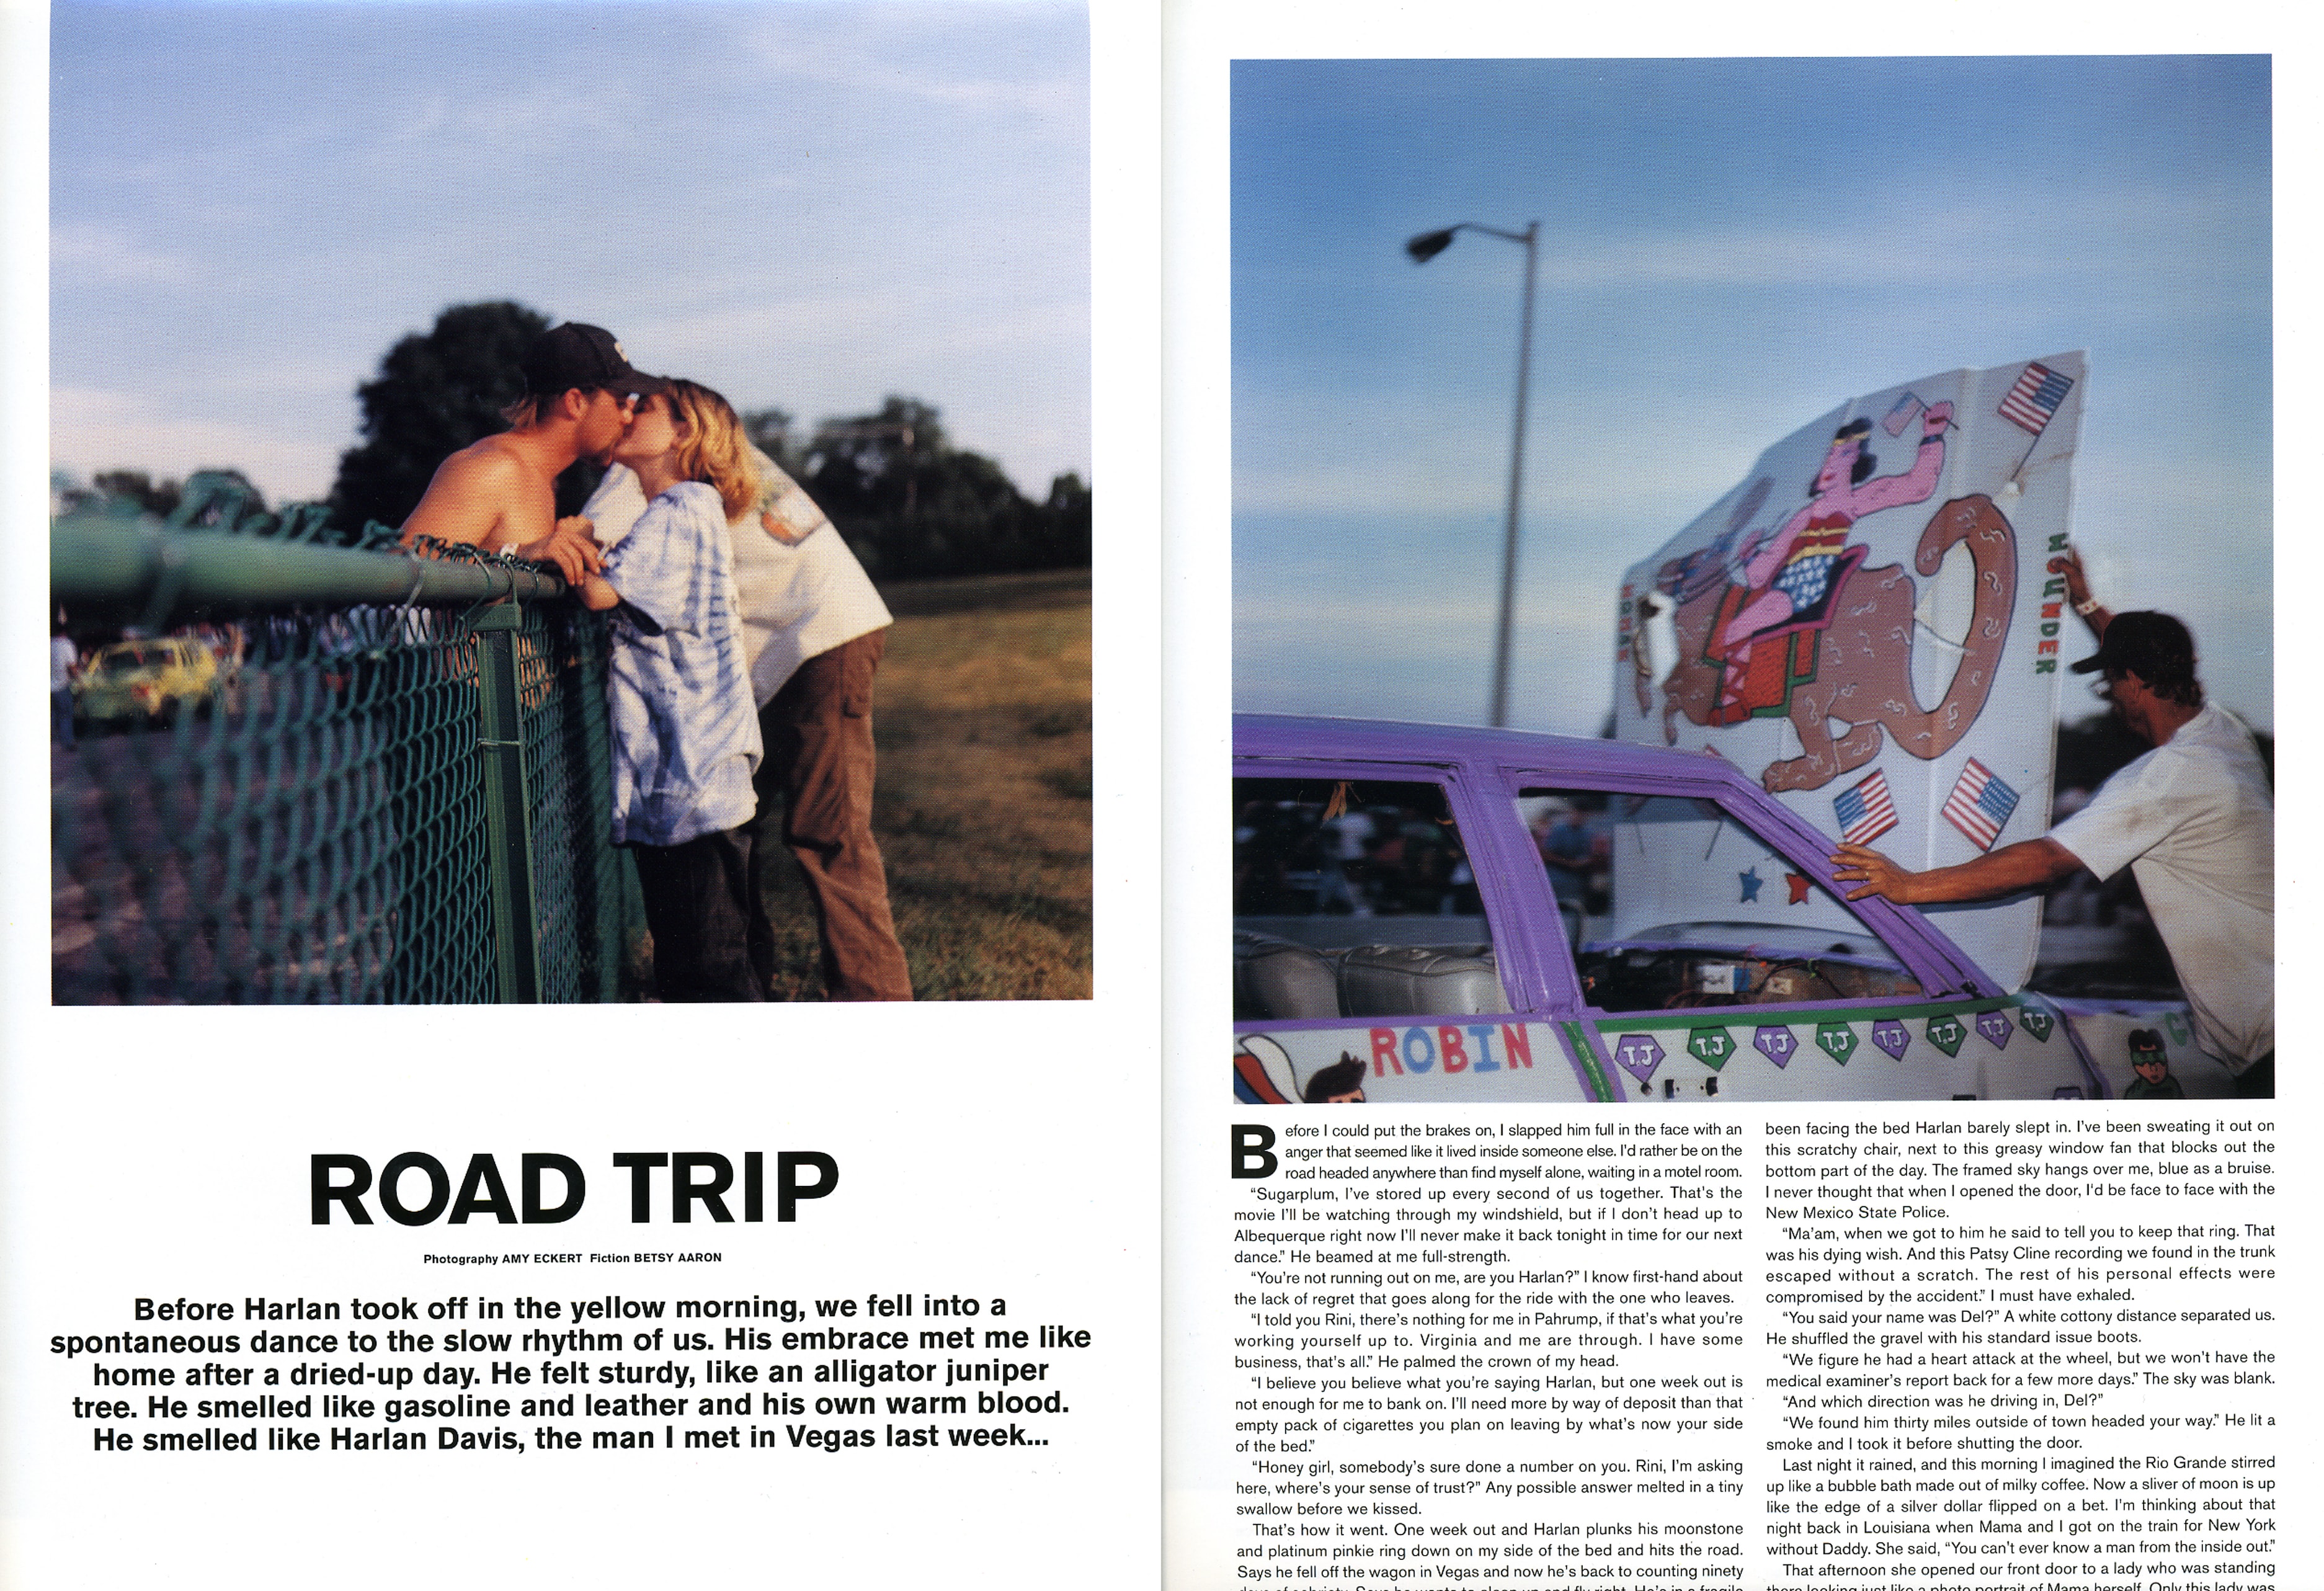 ROAD TRIP
Photography AMY ECKERT Fiction BETSY AARON
Before Harlan took off in the yellow morning, we fell into a
spontaneous dance to the slow rhythm of us. His embrace met me like
home after a dried-up day. He felt sturdy, like an alligator juniper
tree. He smelled like gasoline and leather and his own warm blood.
He smelled like Harlan Davis, the man I met in Vegas last week...
WOUNDER
ROBIN
T.J T.J T.J T.J T.J T.J T.J T.J
Before I could put the brakes on, I slapped him full in the face with an
anger that seemed like it lived inside someone else. I'd rather be on the
road headed anywhere than find myself alone, waiting in a motel room.
“Sugarplum, I've stored up every second of us together. That's the
movie I'll be watching through my windshield, but if I don't head up to
Albequerque right now I'll never make it back tonight in time for our next
dance.” He beamed at me full-strength.
“You're not running out on me, are you Harlan?” I know first-hand about
the lack of regret that goes along for the ride with the one who leaves.
“I told you Rini, there's nothing for me in Pahrump, if that's what you're
working yourself up to. Virginia and me are through. I have some
business, that's all.” He palmed the crown of my head.
“I believe you believe what you're saying Harlan, but one week out is
not enough for me to bank on. I'll need more by way of deposit than that
empty pack of cigarettes you plan on leaving by what's now your side
of the bed.”
“Honey girl, somebody's sure done a number on you. Rini, I'm asking
here, where's your sense of trust?” Any possible answer melted in a tiny
swallow before we kissed.
That's how it went. One week out and Harlan plunks his moonstone
and platinum pinkie ring down on my side of the bed and hits the road.
Says he fell off the wagon in Vegas and now he's back to counting ninety
days of sobriety. Says he wants to clean up and fly right. He's in a fragile
been facing the bed Harlan barely slept in. I've been sweating it out on
this scratchy chair, next to this greasy window fan that blocks out the
bottom part of the day. The framed sky hangs over me, blue as a bruise.
I never thought that when I opened the door, I'd be face to face with the
New Mexico State Police.
“Ma'am, when we got to him he said to tell you to keep that ring. That
was his dying wish. And this Patsy Cline recording we found in the trunk
escaped without a scratch. The rest of his personal effects were
compromised by the accident.” I must have exhaled.
“You said your name was Del?” A white cottony distance separated us.
He shuffled the gravel with his standard issue boots.
“We figure he had a heart attack at the wheel, but we won't have the
medical examiner's report back for a few more days.” The sky was blank.
“And which direction was he driving in, Del?”
“We found him thirty miles outside of town headed your way.” He lit a
smoke and I took it before shutting the door.
Last night it rained, and this morning I imagined the Rio Grande stirred
up like a bubble bath made out of milky coffee. Now a sliver of moon is up
like the edge of a silver dollar flipped on a bet. I'm thinking about that
night back in Louisiana when Mama and I got on the train for New York
without Daddy. She said, “You can't ever know a man from the inside out.”
That afternoon she opened our front door to a lady who was standing
there looking just like a photo portrait of Mama herself. Only this lady was